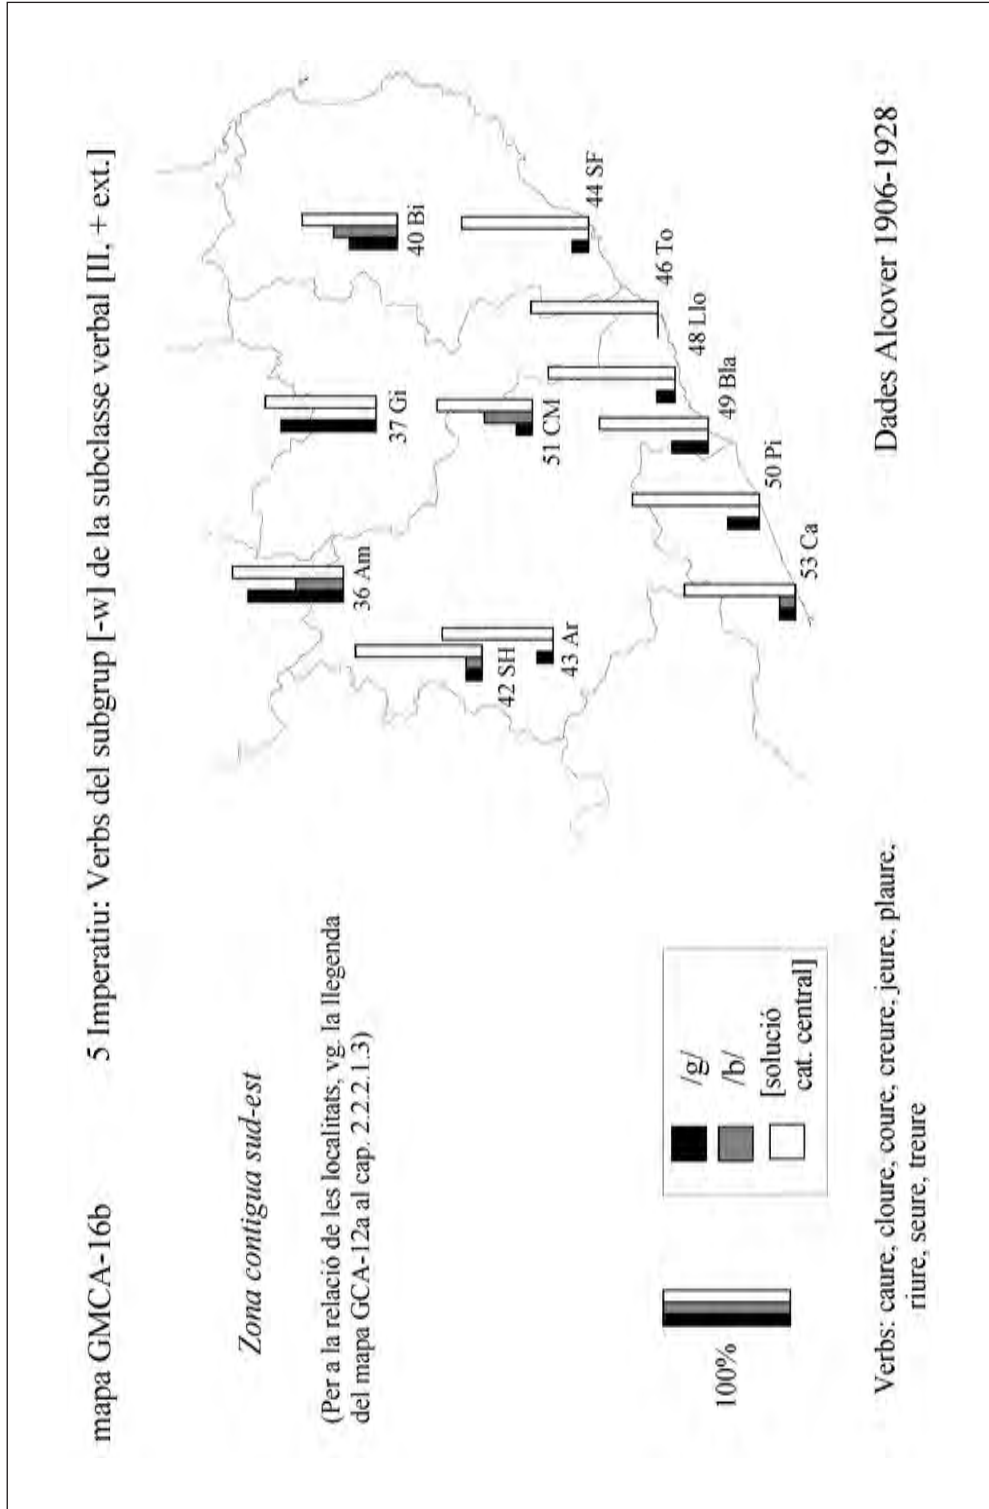 mapa GMCA-16b 5 Imperatiu: Verbs del subgrup [-w] de la subclasse verbal [II, + ext.]
Zona contigua sud-est
(Per a la relació de les localitats, vg. la llegenda
del mapa GCA-12a al cap. 2.2.2.1.3)
36 Am
37 Gi
40 Bi
42 SH
43 Ar
51 CM
44 SF
46 To
48 Llo
49 Bla
50 Pi
53 Ca
100%
/g/
/b/
[solució
cat. central]
Verbs: caure, cloure, coure, creure, jeure, plaure,
riure, seure, treure
Dades Alcover 1906-1928